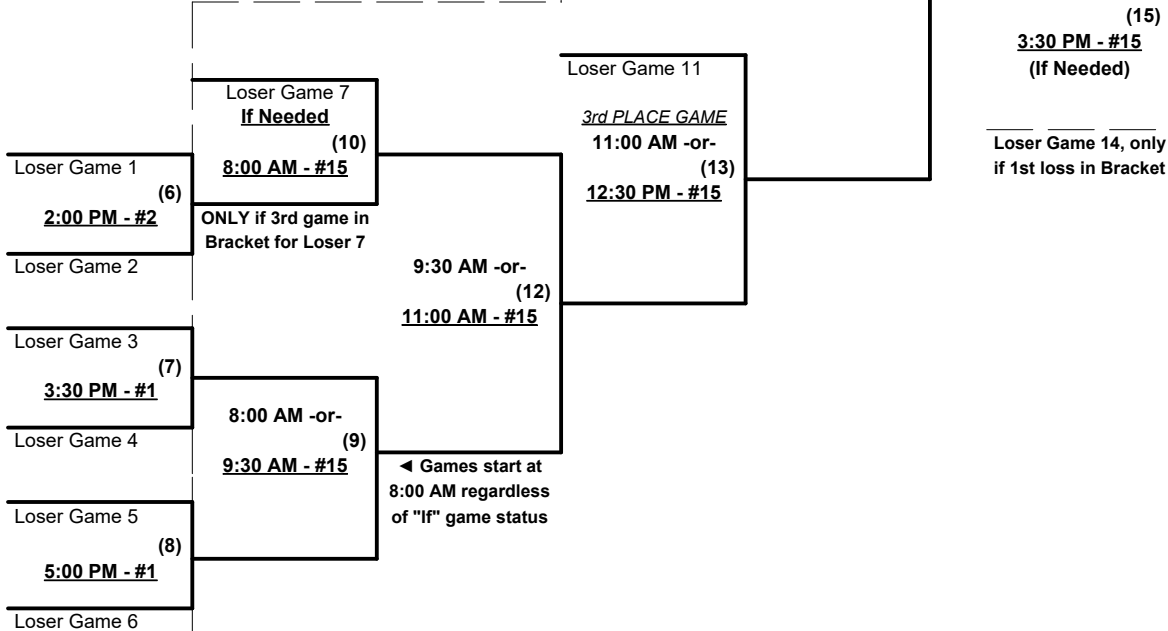 (15)
3:30 PM - #15
(If Needed)
Loser Game 14, only
if 1st loss in Bracket
Loser Game 11
3rd PLACE GAME
11:00 AM -or-
(13)
12:30 PM - #15
Loser Game 7
If Needed
(10)
8:00 AM - #15
ONLY if 3rd game in
Bracket for Loser 7
Loser Game 1
(6)
2:00 PM - #2
Loser Game 2
9:30 AM -or-
(12)
11:00 AM - #15
Loser Game 3
(7)
3:30 PM - #1
Loser Game 4
8:00 AM -or-
(9)
9:30 AM - #15
◄ Games start at
8:00 AM regardless
of "If" game status
Loser Game 5
(8)
5:00 PM - #1
Loser Game 6